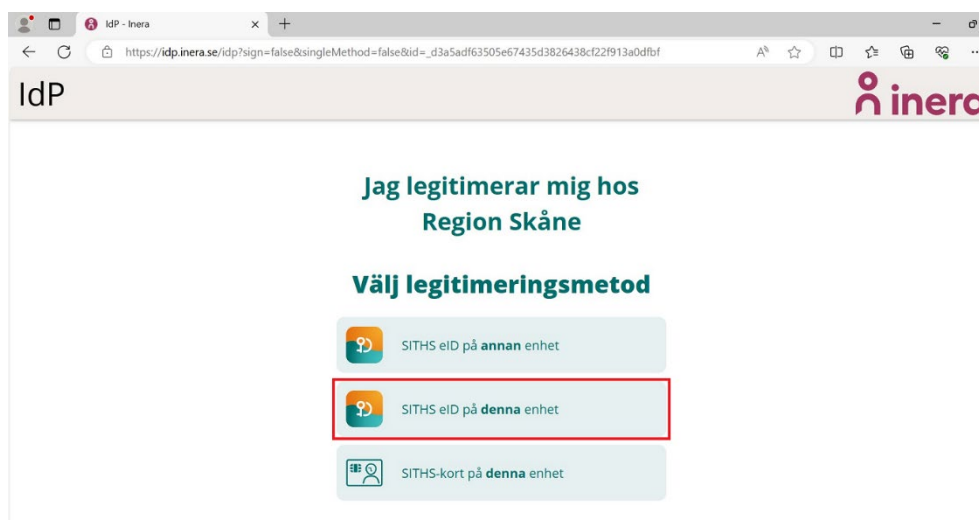 IdP - Inera
https://idp.inera.se/idp?sign=false&singleMethod=false&id=_d3a5adf63505e67435d3826438cf22f913a0dfbf
IdP
inera
Jag legitimerar mig hos
Region Skåne
Välj legitimeringsmetod
SITHS eID på annan enhet
SITHS eID på denna enhet
SITHS-kort på denna enhet